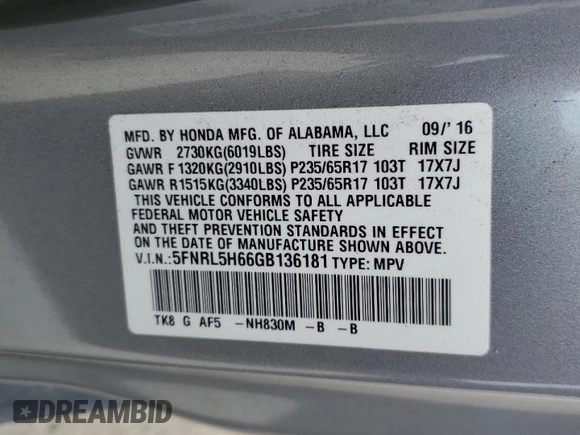 MFD. BY HONDA MFG. OF ALABAMA, LLC 09/' 16
GVWR 2730KG(6019LBS) TIRE SIZE RIM SIZE
GAWR F 1320KG(2910LBS) P235/65R17 103T 17X7J
GAWR R1515KG(3340LBS) P235/65R17 103T 17X7J
THIS VEHICLE CONFORMS TO ALL APPLICABLE
FEDERAL MOTOR VEHICLE SAFETY
AND THEFT PREVENTION STANDARDS IN EFFECT
ON THE DATE OF MANUFACTURE SHOWN ABOVE.
V.I.N.:5FNRL5H66GB136181 TYPE: MPV
TK8 G AF5 -NH830M -B -B
DREAMBID